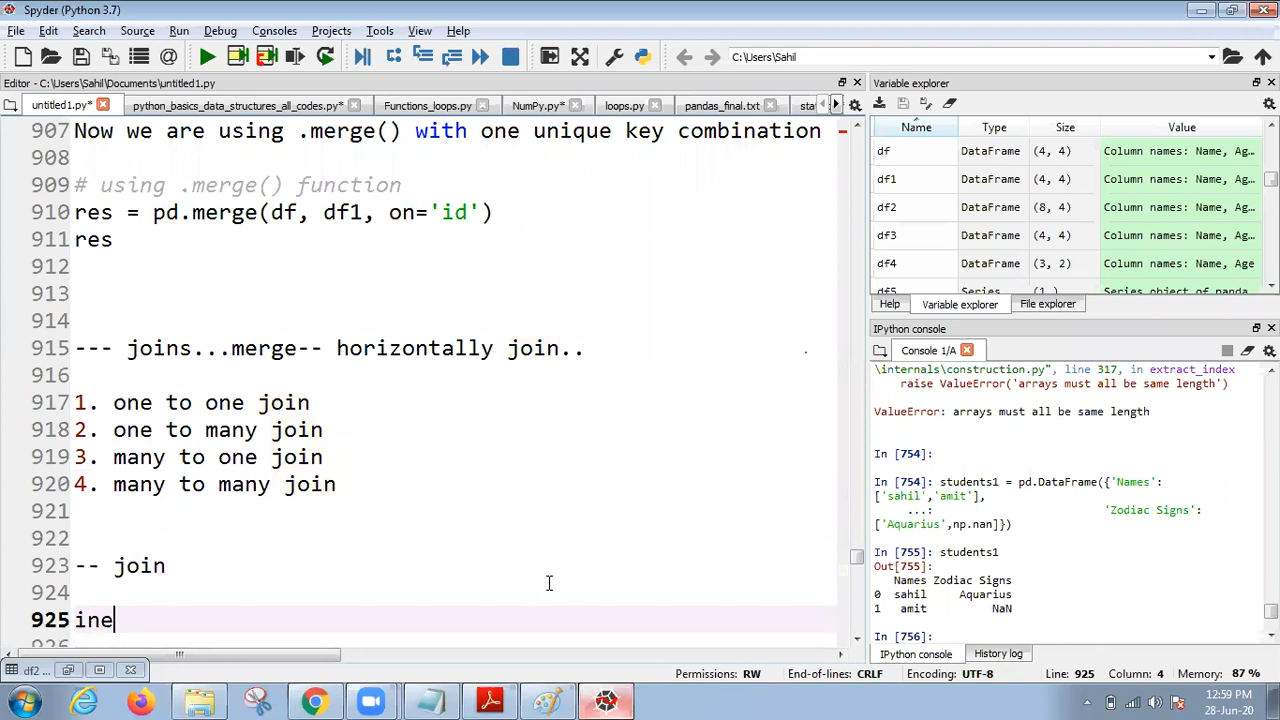 Spyder (Python 3.7)
File Edit Search Source Run Debug Consoles Projects Tools View Help
C:\Users\Sahil
Editor - C:\Users\Sahil\Documents\untitled1.py
untitled1.py* python_basics_data_structures_all_codes.py* Functions_loops.py NumPy.py* loops.py pandas_final.txt sta
907 Now we are using .merge() with one unique key combination
908
909 # using .merge() function
910 res = pd.merge(df, df1, on='id')
911 res
912
913
914
915 --- joins...merge-- horizontally join..
916
917 1. one to one join
918 2. one to many join
919 3. many to one join
920 4. many to many join
921
922
923 -- join
924
925 ine
926
df2 ...
Variable explorer
Name Type Size Value
df DataFrame (4, 4) Column names: Name, Ag…
df1 DataFrame (4, 4) Column names: Name, Ag…
df2 DataFrame (8, 4) Column names: Name, Ag…
df3 DataFrame (4, 4) Column names: Name, Ag…
df4 DataFrame (3, 2) Column names: Name, Age
df5 Series (1,) Series object of panda
Help Variable explorer File explorer
IPython console
Console 1/A
\internals\construction.py", line 317, in extract_index
raise ValueError('arrays must all be same length')
ValueError: arrays must all be same length
In [754]:
In [754]: students1 = pd.DataFrame({'Names':
['sahil','amit'],
...: 'Zodiac Signs':
['Aquarius',np.nan]})
In [755]: students1
Out[755]:
Names Zodiac Signs
0 sahil Aquarius
1 amit NaN
In [756]:
IPython console History log
Permissions: RW End-of-lines: CRLF Encoding: UTF-8 Line: 925 Column: 4 Memory: 87 %
12:59 PM
28-Jun-20